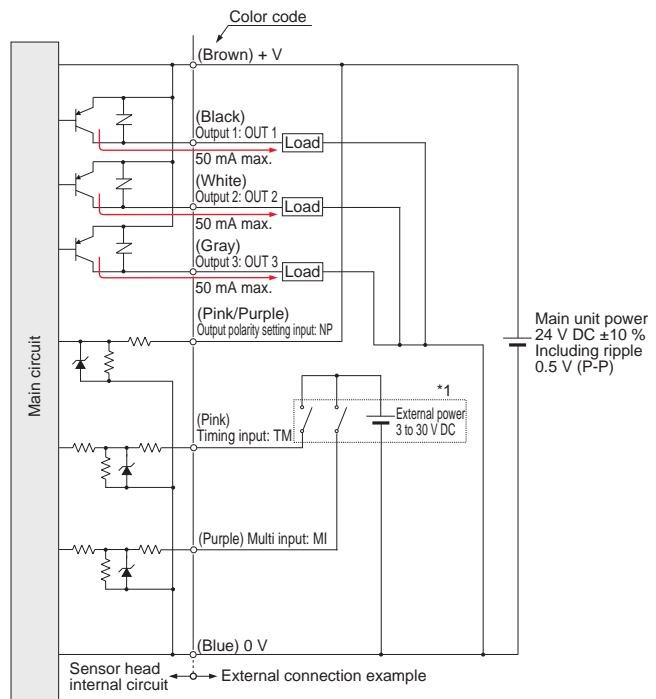 Color code
(Brown) + V
(Black)
Output 1: OUT 1
Load
50 mA max.
(White)
Output 2: OUT 2
Load
50 mA max.
(Gray)
Output 3: OUT 3
Load
50 mA max.
(Pink/Purple)
Output polarity setting input: NP
Main unit power
24 V DC ±10 %
Including ripple
0.5 V (P-P)
Main circuit
*1
External power
3 to 30 V DC
(Pink)
Timing input: TM
(Purple) Multi input: MI
(Blue) 0 V
Sensor head
internal circuit
External connection example